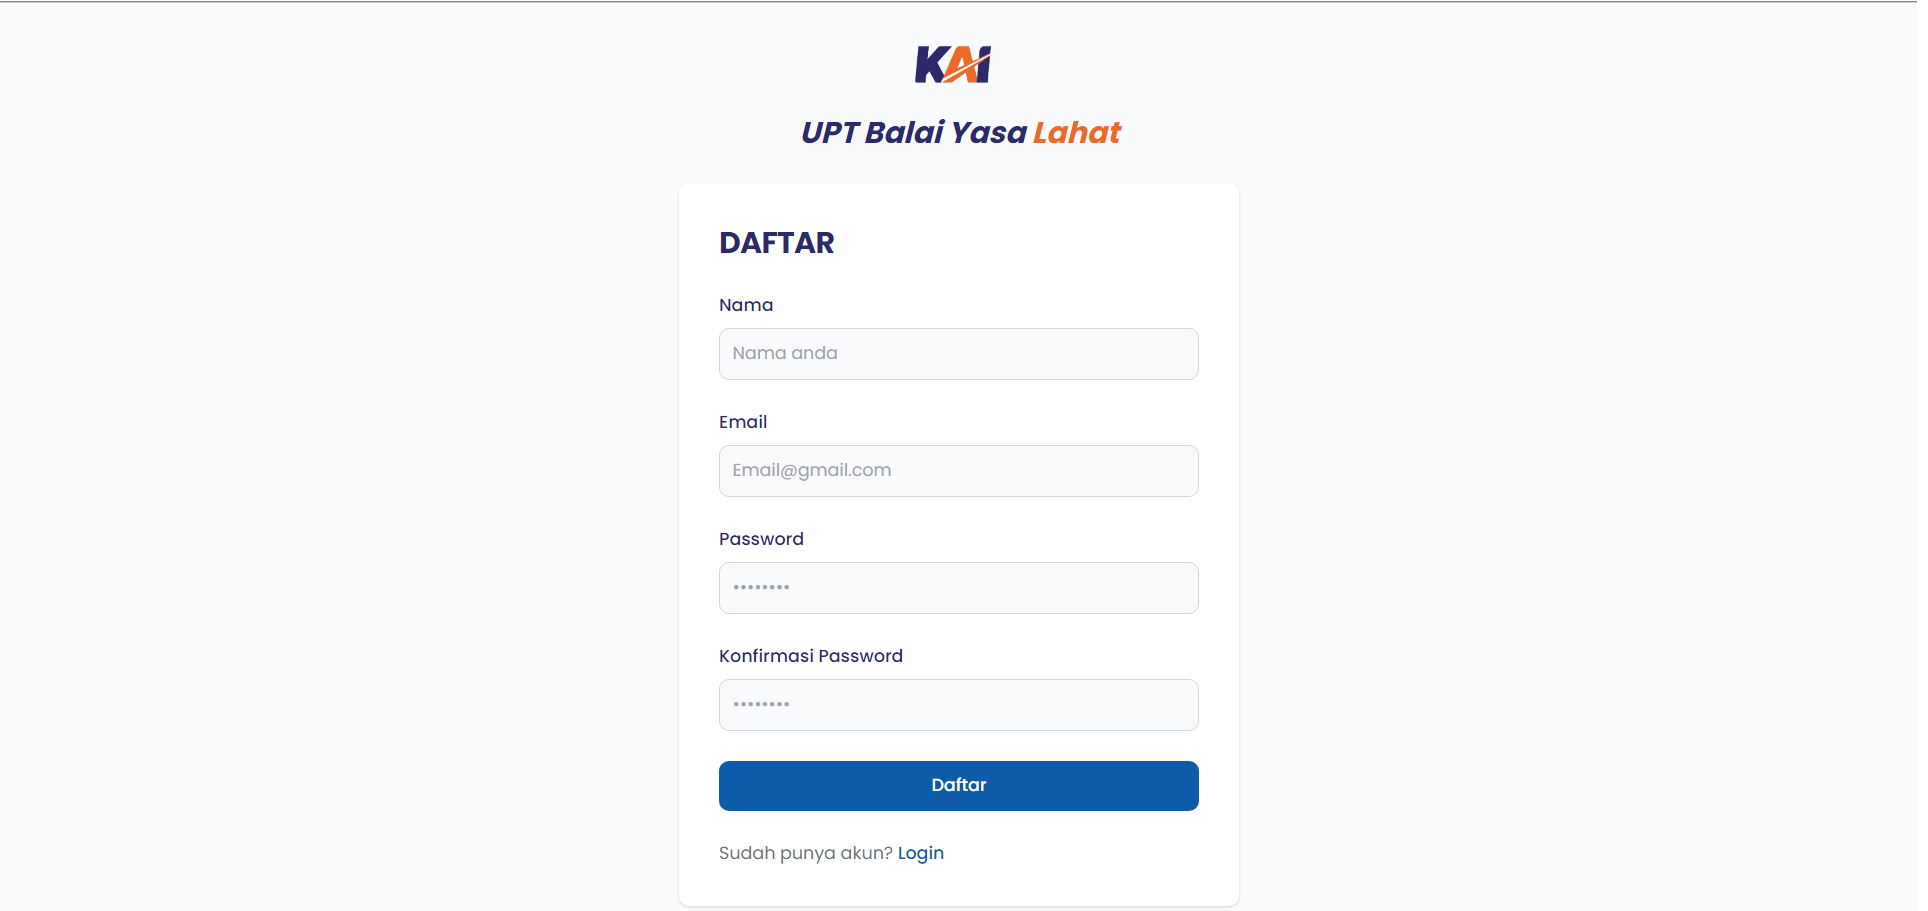 KAI
UPT Balai Yasa Lahat
DAFTAR
Nama
Nama anda
Email
Email@gmail.com
Password
••••••••
Konfirmasi Password
••••••••
Daftar
Sudah punya akun? Login